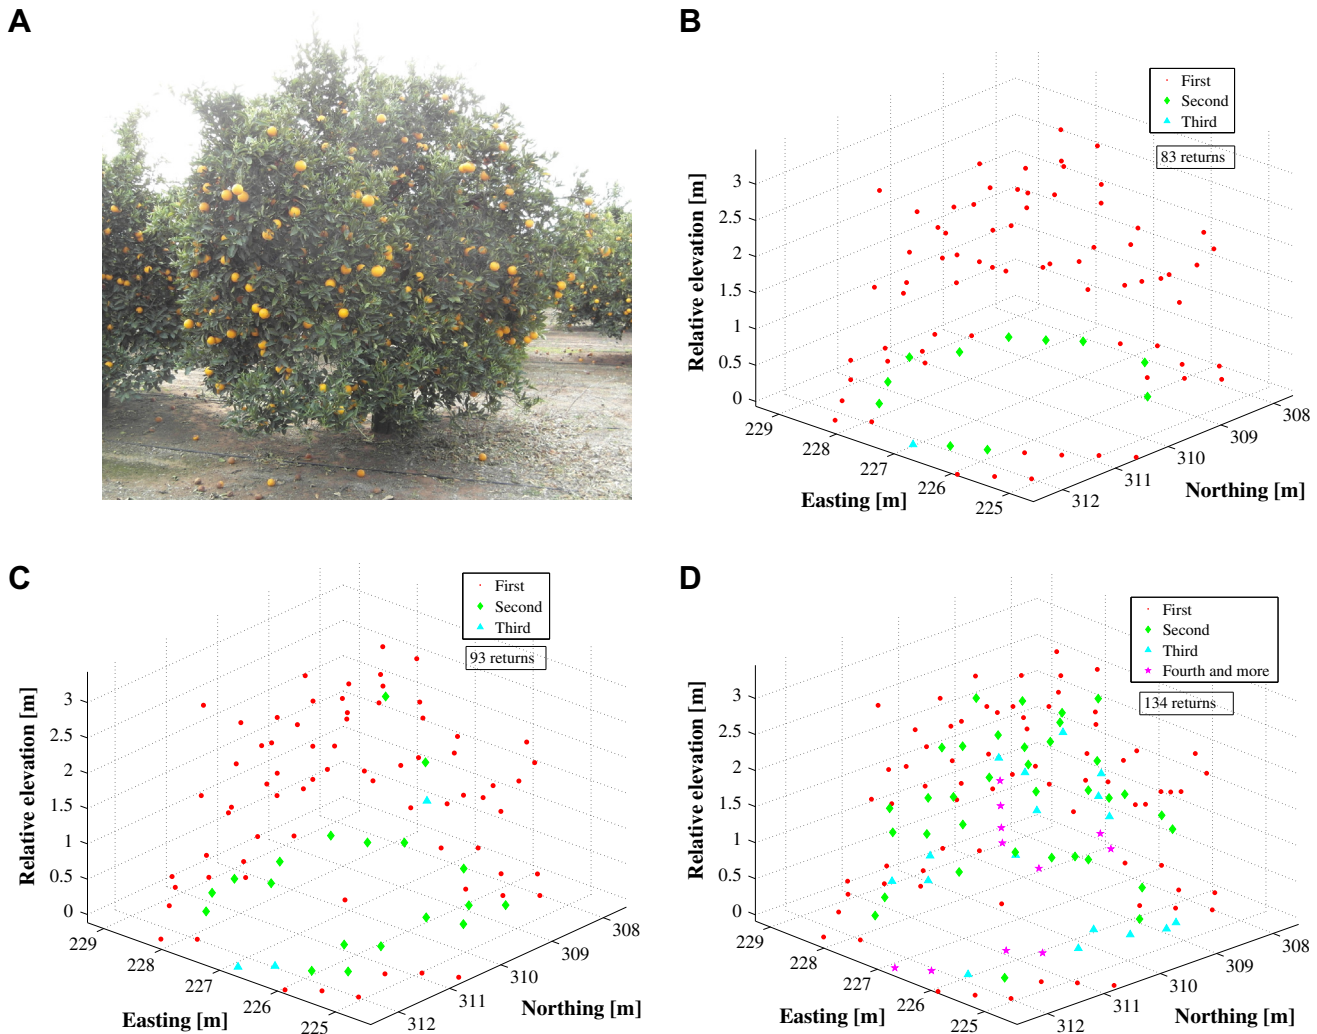 A
B
First
Second
Third
83 returns
3
2.5
2
1.5
1
0.5
0
Relative elevation [m]
229
228
227
226
225
Easting [m]
312
311
310
309
308
Northing [m]
C
First
Second
Third
93 returns
3
2.5
2
1.5
1
0.5
0
Relative elevation [m]
229
228
227
226
225
Easting [m]
312
311
310
309
308
Northing [m]
D
First
Second
Third
Fourth and more
134 returns
3
2.5
2
1.5
1
0.5
0
Relative elevation [m]
229
228
227
226
225
Easting [m]
312
311
310
309
308
Northing [m]